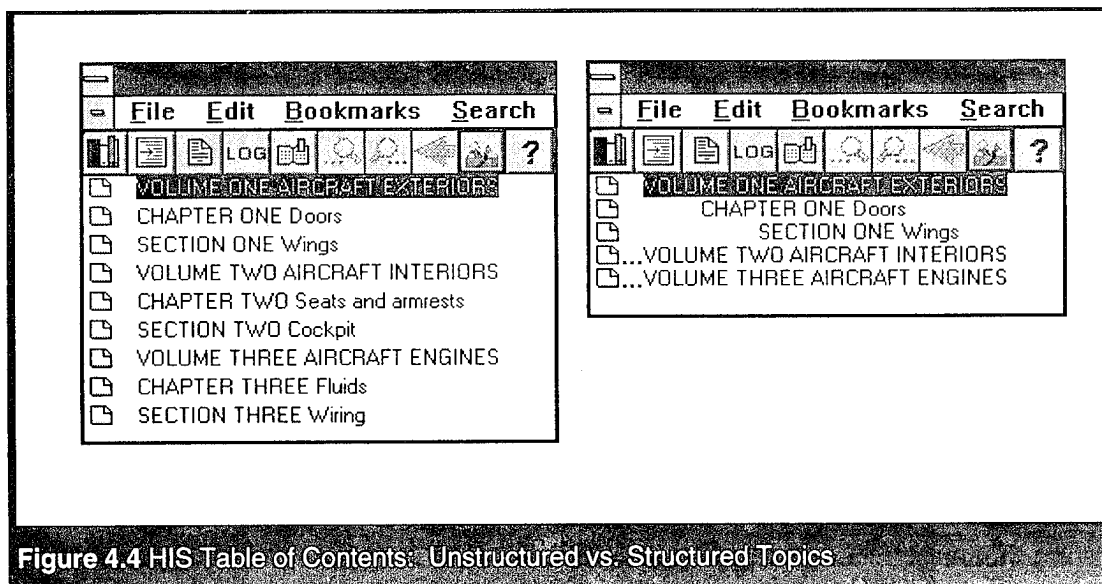 File Edit Bookmarks Search
LOG ?
VOLUME ONE AIRCRAFT EXTERIORS
CHAPTER ONE Doors
SECTION ONE Wings
VOLUME TWO AIRCRAFT INTERIORS
CHAPTER TWO Seats and armrests
SECTION TWO Cockpit
VOLUME THREE AIRCRAFT ENGINES
CHAPTER THREE Fluids
SECTION THREE Wiring
File Edit Bookmarks Search
LOG ?
VOLUME ONE AIRCRAFT EXTERIORS
CHAPTER ONE Doors
SECTION ONE Wings
...VOLUME TWO AIRCRAFT INTERIORS
...VOLUME THREE AIRCRAFT ENGINES
Figure 4.4 HIS Table of Contents: Unstructured vs. Structured Topics